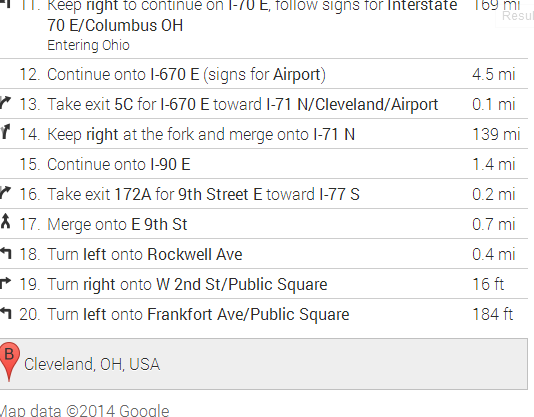 11. Keep right to continue on I-70 E, follow signs for Interstate 169 mi
70 E/Columbus OH
Entering Ohio
12. Continue onto I-670 E (signs for Airport) 4.5 mi
13. Take exit 5C for I-670 E toward I-71 N/Cleveland/Airport 0.1 mi
14. Keep right at the fork and merge onto I-71 N 139 mi
15. Continue onto I-90 E 1.4 mi
16. Take exit 172A for 9th Street E toward I-77 S 0.2 mi
17. Merge onto E 9th St 0.7 mi
18. Turn left onto Rockwell Ave 0.4 mi
19. Turn right onto W 2nd St/Public Square 16 ft
20. Turn left onto Frankfort Ave/Public Square 184 ft
B Cleveland, OH, USA
Map data ©2014 Google